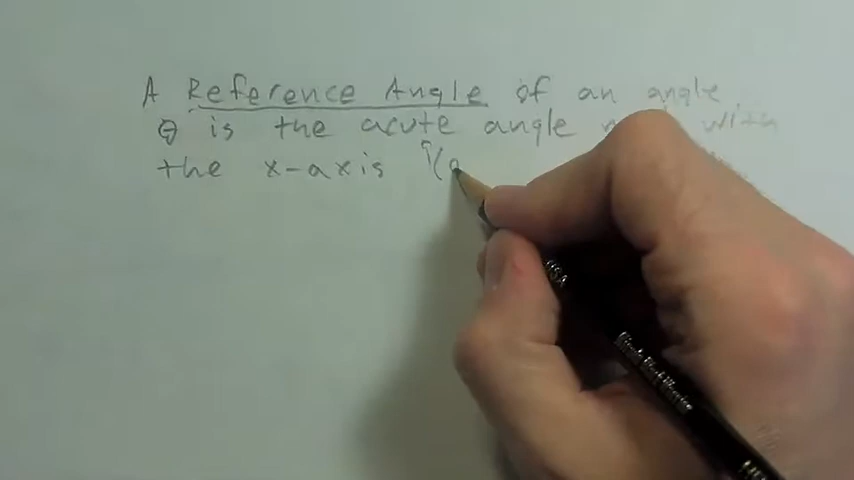 A Reference Angle of an angle
θ is the acute angle with
the x-axis